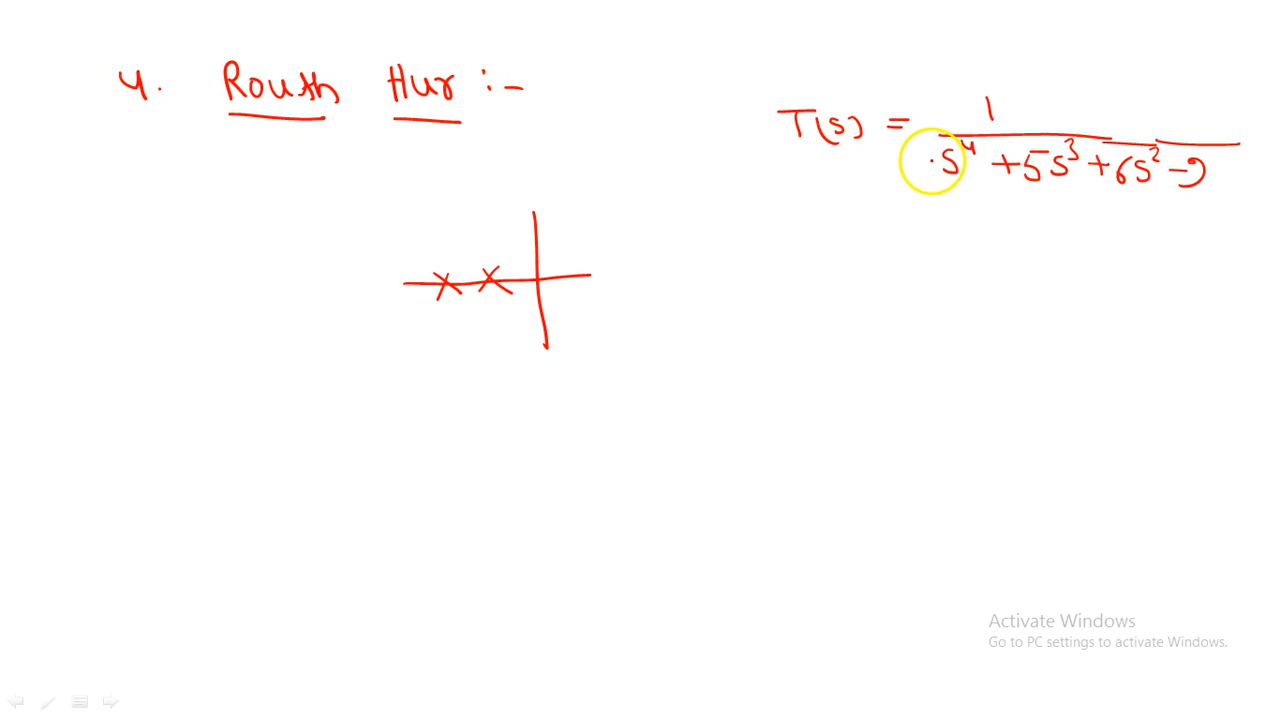 4. Routh Hur :-
T(s) = 1
s⁴ + 5s³ + 6s² - 9
Activate Windows
Go to PC settings to activate Windows.